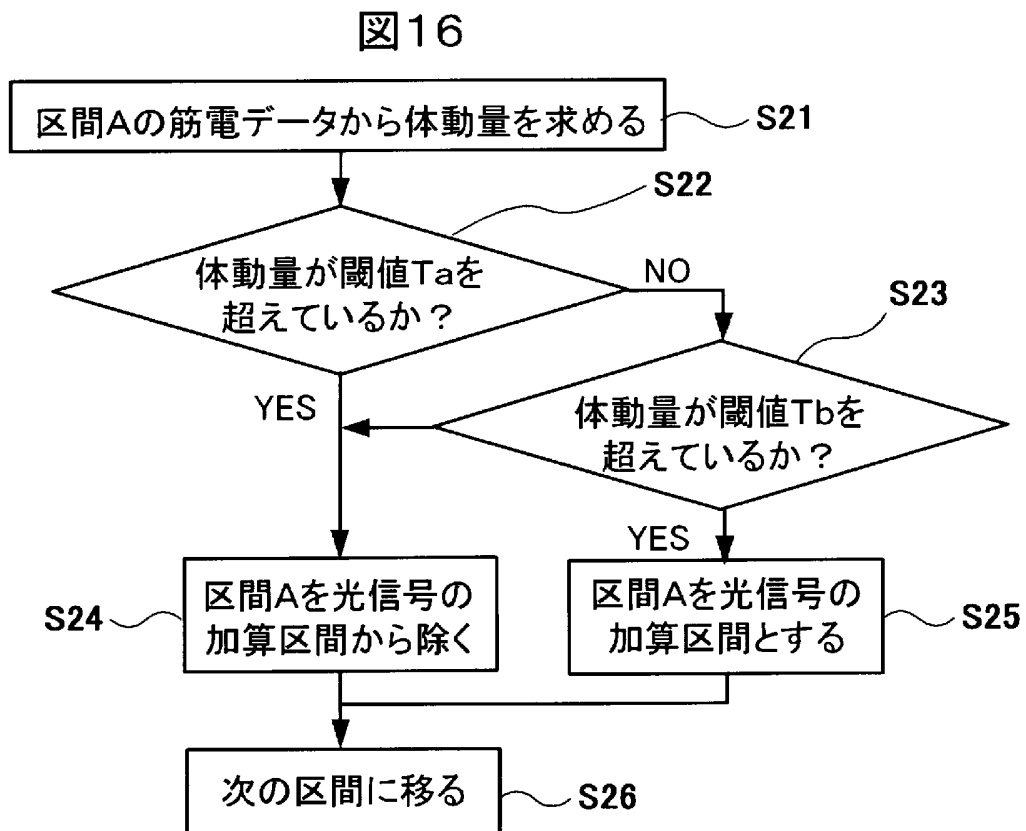 図16
区間Aの筋電データから体動量を求める
S21
S22
体動量が閾値Taを
超えているか？
NO
S23
YES
体動量が閾値Tbを
超えているか？
YES
S24
区間Aを光信号の
加算区間から除く
区間Aを光信号の
加算区間とする
S25
次の区間に移る
S26